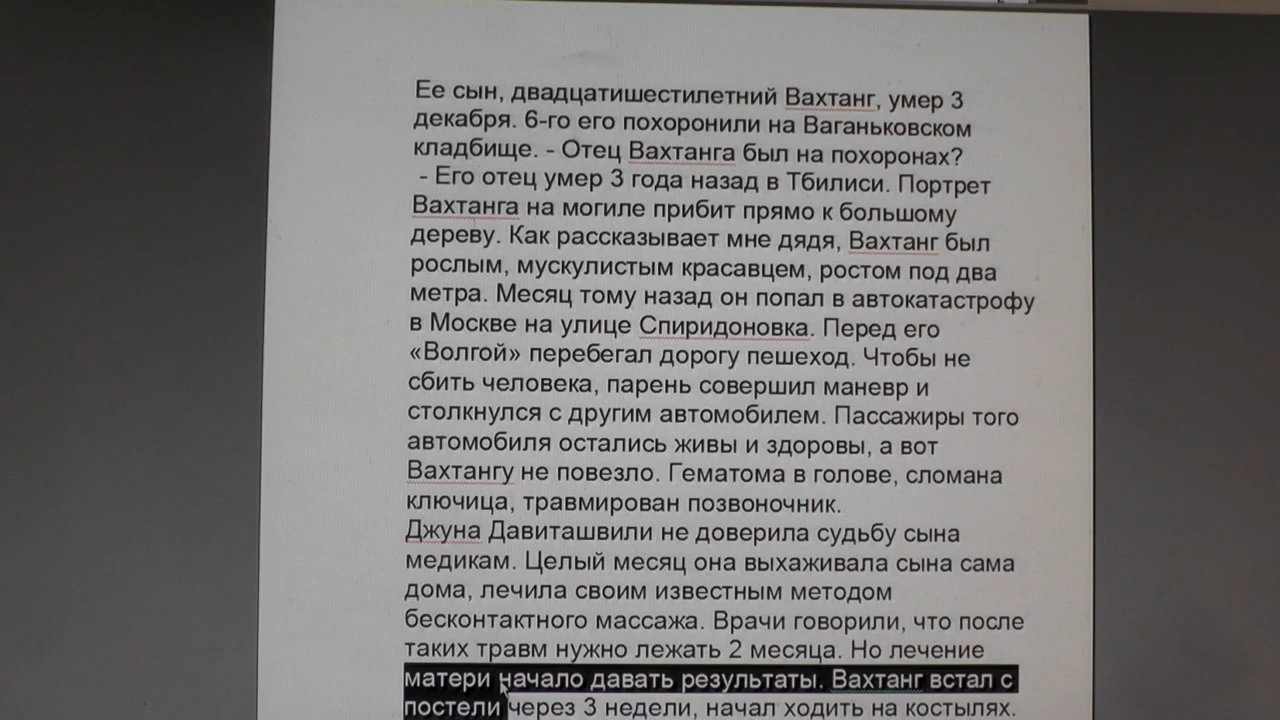 Ее сын, двадцатишестилетний Вахтанг, умер 3
декабря. 6-го его похоронили на Ваганьковском
кладбище. - Отец Вахтанга был на похоронах?
- Его отец умер 3 года назад в Тбилиси. Портрет
Вахтанга на могиле прибит прямо к большому
дереву. Как рассказывает мне дядя, Вахтанг был
рослым, мускулистым красавцем, ростом под два
метра. Месяц тому назад он попал в автокатастрофу
в Москве на улице Спиридоновка. Перед его
«Волгой» перебегал дорогу пешеход. Чтобы не
сбить человека, парень совершил маневр и
столкнулся с другим автомобилем. Пассажиры того
автомобиля остались живы и здоровы, а вот
Вахтангу не повезло. Гематома в голове, сломана
ключица, травмирован позвоночник.
Джуна Давиташвили не доверила судьбу сына
медикам. Целый месяц она выхаживала сына сама
дома, лечила своим известным методом
бесконтактного массажа. Врачи говорили, что после
таких травм нужно лежать 2 месяца. Но лечение
матери начало давать результаты. Вахтанг встал с
постели через 3 недели, начал ходить на костылях.